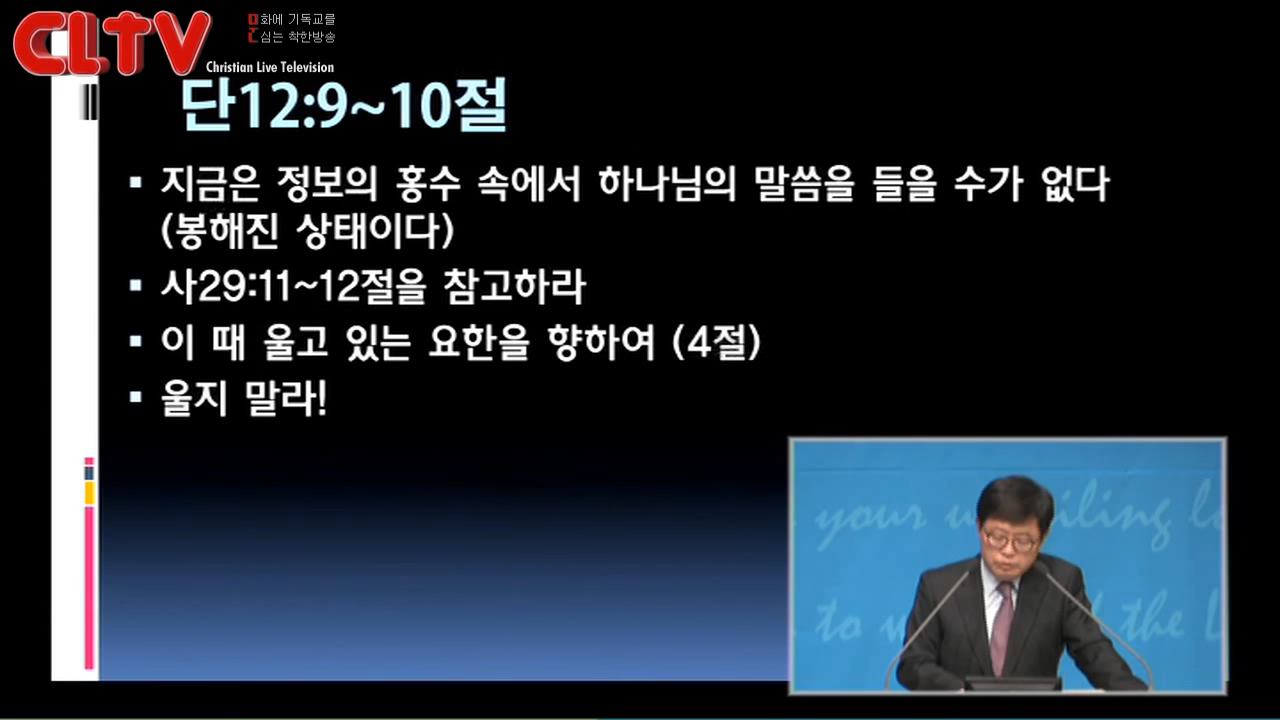 CLTV
문화에 기독교를
심는 착한방송
Christian Live Television
단12:9~10절
지금은 정보의 홍수 속에서 하나님의 말씀을 들을 수가 없다
(봉해진 상태이다)
사29:11~12절을 참고하라
이 때 울고 있는 요한을 향하여 (4절)
울지 말라!
your
to
the